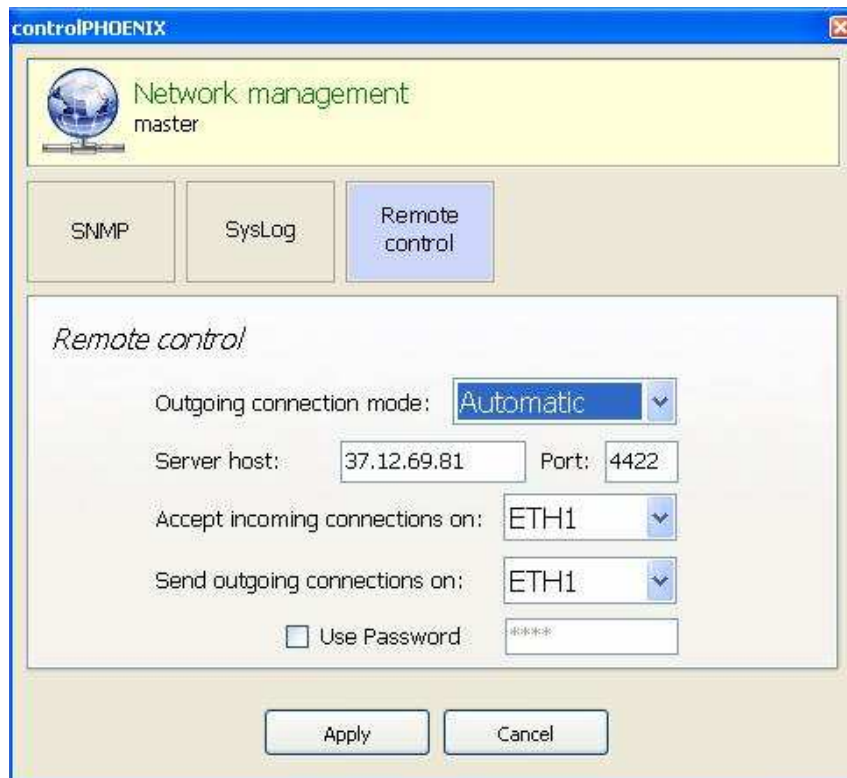 controlPHOENIX
Network management
master
SNMP
SysLog
Remote
control
Remote control
Outgoing connection mode: Automatic
Server host: 37.12.69.81 Port: 4422
Accept incoming connections on: ETH1
Send outgoing connections on: ETH1
Use Password ****
Apply Cancel